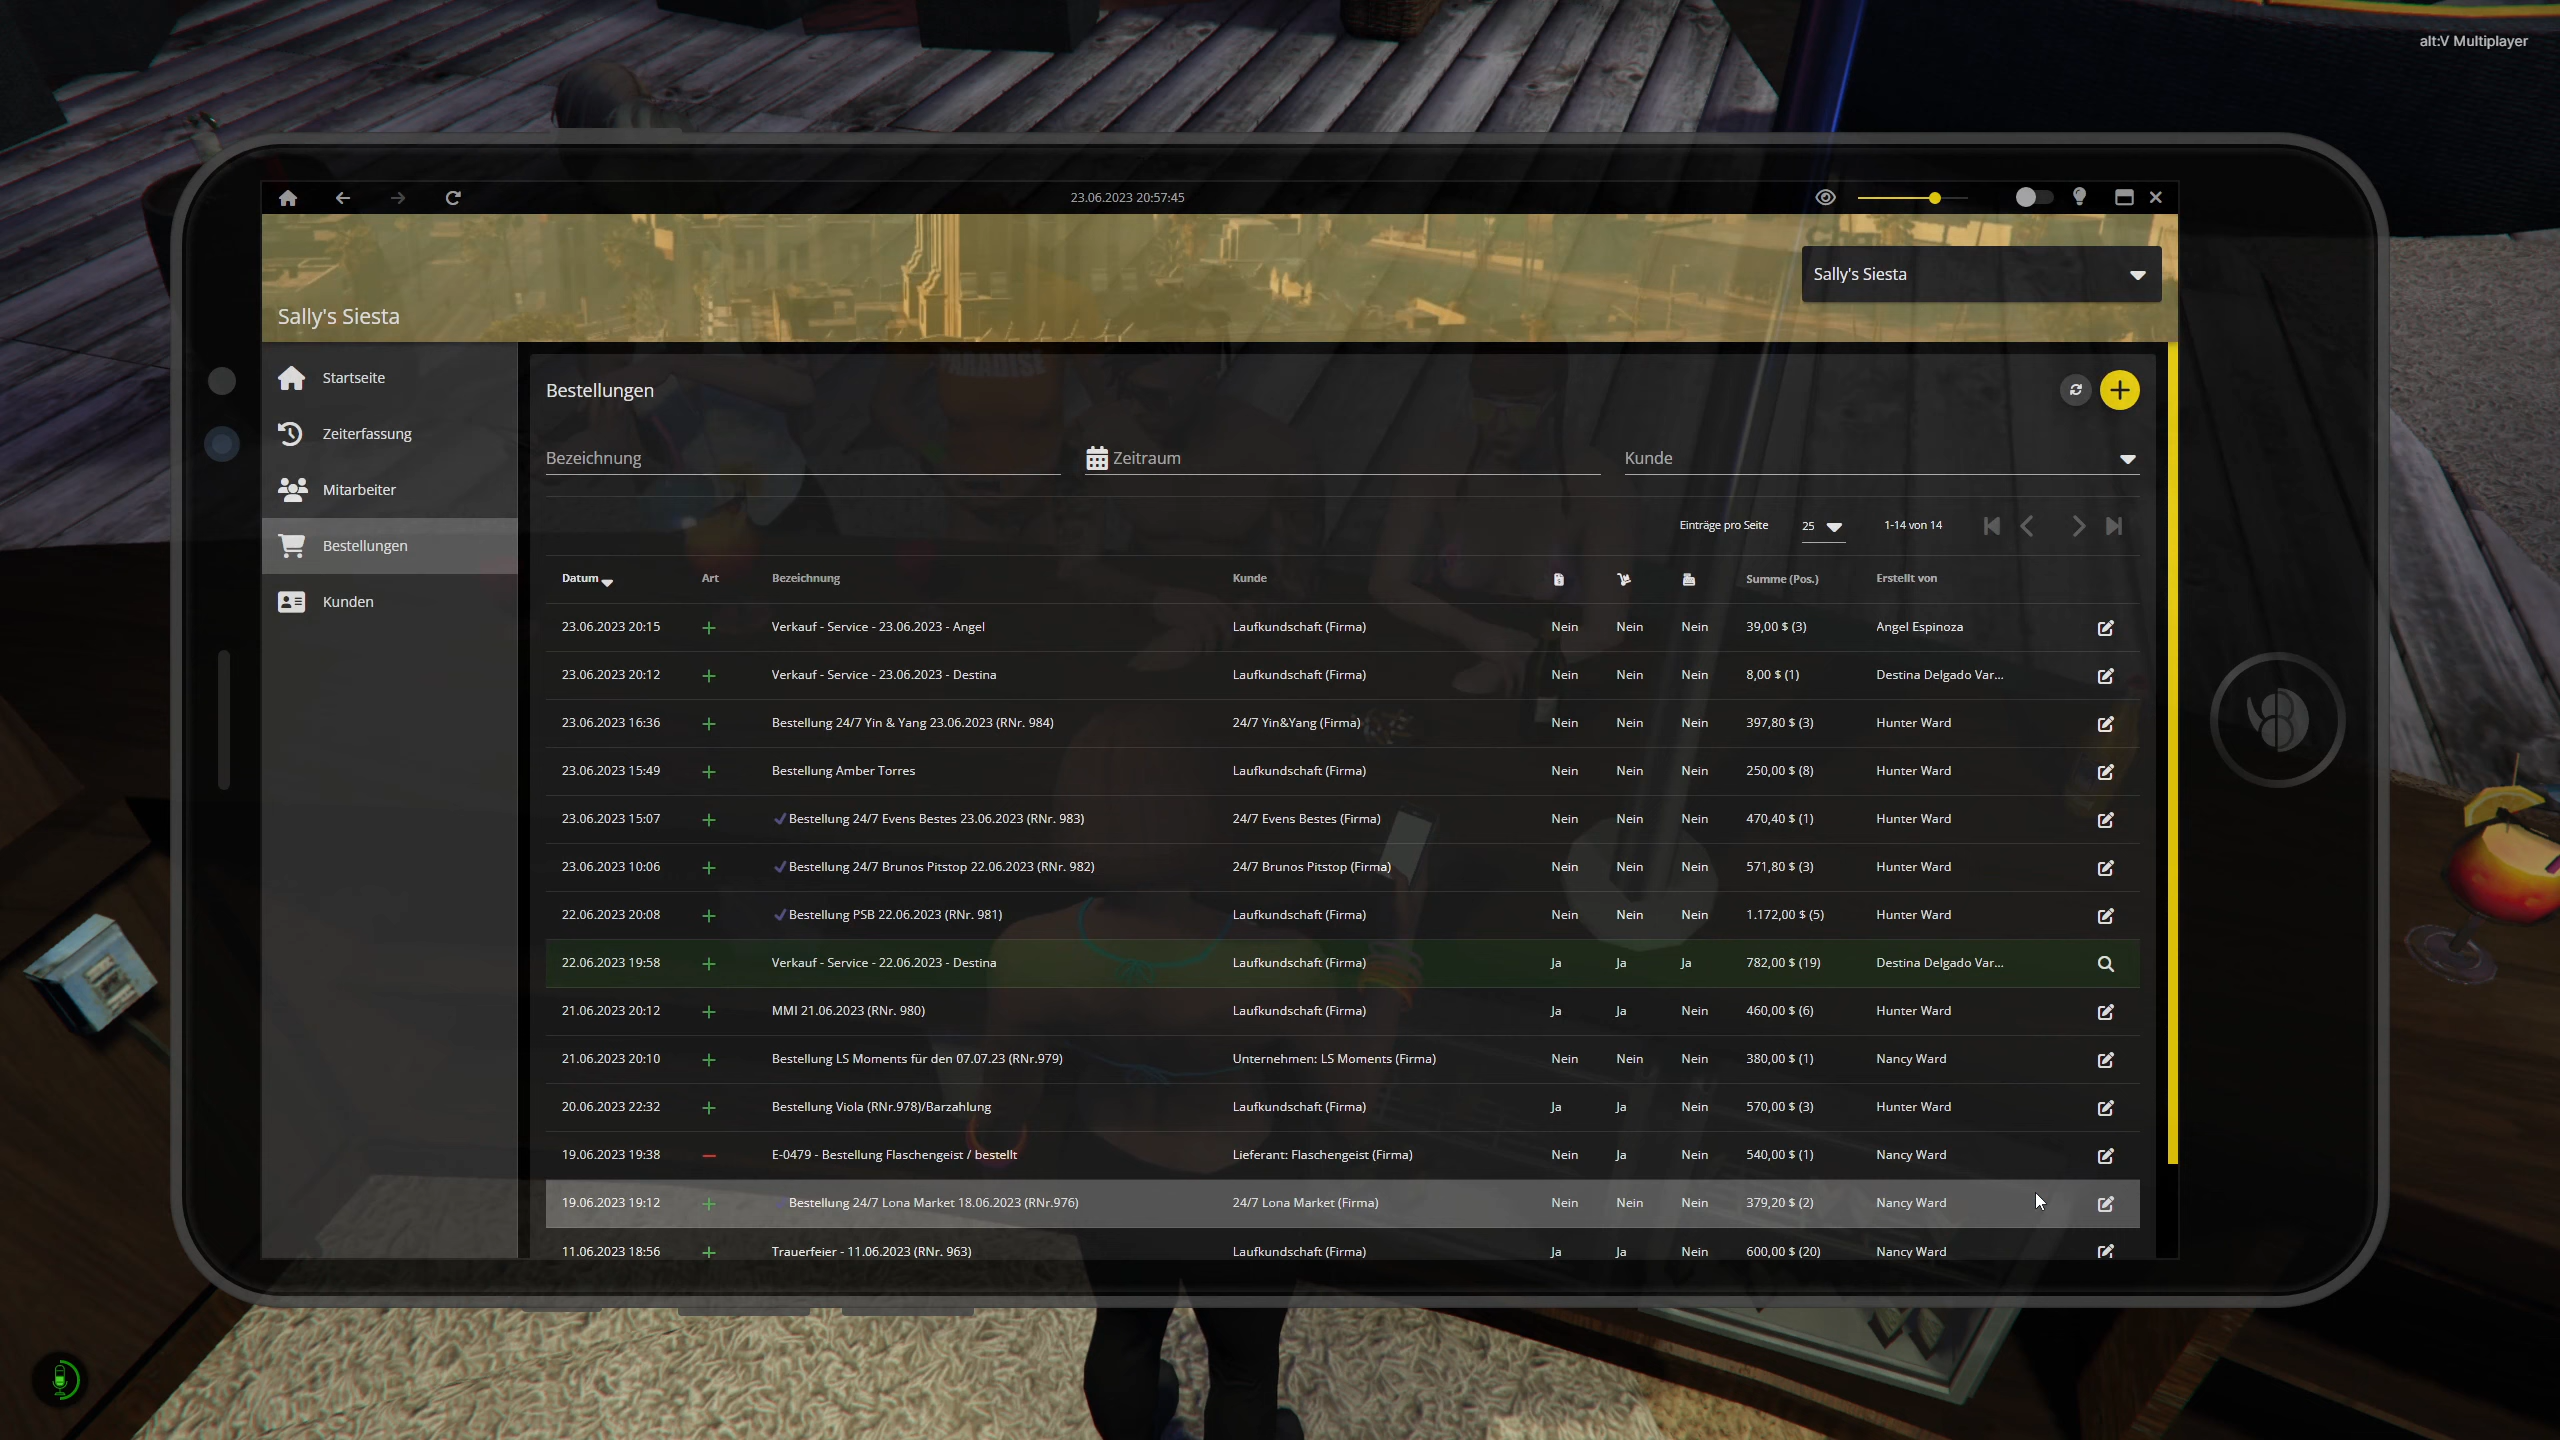 alt:V Multiplayer
23.06.2023 20:57:45
Sally's Siesta
Sally's Siesta
Startseite
Zeiterfassung
Mitarbeiter
Bestellungen
Kunden
PARADISE
Bestellungen
Bezeichnung Zeitraum Kunde
Einträge pro Seite 25 1-14 von 14
Datum Art Bezeichnung Kunde Summe (Pos.) Erstellt von
23.06.2023 20:15 + Verkauf - Service - 23.06.2023 - Angel Laufkundschaft (Firma) Nein Nein Nein 39,00 $ (3) Angel Espinoza
23.06.2023 20:12 + Verkauf - Service - 23.06.2023 - Destina Laufkundschaft (Firma) Nein Nein Nein 8,00 $ (1) Destina Delgado Var...
23.06.2023 16:36 + Bestellung 24/7 Yin & Yang 23.06.2023 (RNr. 984) 24/7 Yin&Yang (Firma) Nein Nein Nein 397,80 $ (3) Hunter Ward
23.06.2023 15:49 + Bestellung Amber Torres Laufkundschaft (Firma) Nein Nein Nein 250,00 $ (8) Hunter Ward
23.06.2023 15:07 + Bestellung 24/7 Evens Bestes 23.06.2023 (RNr. 983) 24/7 Evens Bestes (Firma) Nein Nein Nein 470,40 $ (1) Hunter Ward
23.06.2023 10:06 + Bestellung 24/7 Brunos Pitstop 22.06.2023 (RNr. 982) 24/7 Brunos Pitstop (Firma) Nein Nein Nein 571,80 $ (3) Hunter Ward
22.06.2023 20:08 + Bestellung PSB 22.06.2023 (RNr. 981) Laufkundschaft (Firma) Nein Nein Nein 1.172,00 $ (5) Hunter Ward
22.06.2023 19:58 + Verkauf - Service - 22.06.2023 - Destina Laufkundschaft (Firma) Ja Ja Ja 782,00 $ (19) Destina Delgado Var...
21.06.2023 20:12 + MMI 21.06.2023 (RNr. 980) Laufkundschaft (Firma) Ja Ja Nein 460,00 $ (6) Hunter Ward
21.06.2023 20:10 + Bestellung LS Moments für den 07.07.23 (RNr.979) Unternehmen: LS Moments (Firma) Nein Nein Nein 380,00 $ (1) Nancy Ward
20.06.2023 22:32 + Bestellung Viola (RNr.978)/Barzahlung Laufkundschaft (Firma) Ja Ja Nein 570,00 $ (3) Hunter Ward
19.06.2023 19:38 − E-0479 - Bestellung Flaschengeist / bestellt Lieferant: Flaschengeist (Firma) Nein Ja Nein 540,00 $ (1) Nancy Ward
19.06.2023 19:12 + Bestellung 24/7 Lona Market 18.06.2023 (RNr.976) 24/7 Lona Market (Firma) Nein Nein Nein 379,20 $ (2) Nancy Ward
11.06.2023 18:56 + Trauerfeier - 11.06.2023 (RNr. 963) Laufkundschaft (Firma) Ja Ja Nein 600,00 $ (20) Nancy Ward